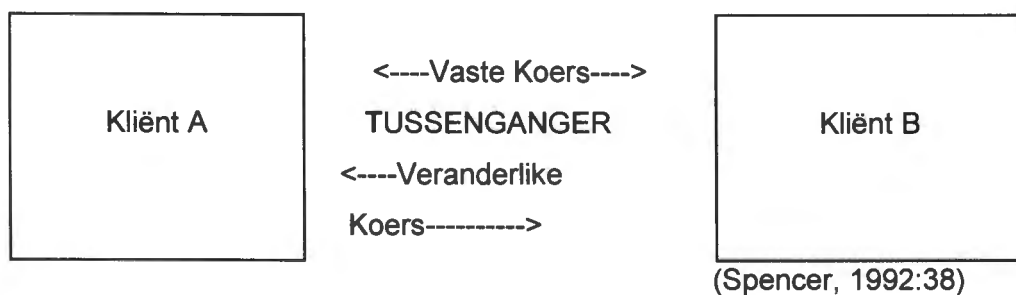 <----Vaste Koers---->
Kliënt A TUSSENGANGER Kliënt B
<----Veranderlike
Koers---------->
(Spencer, 1992:38)